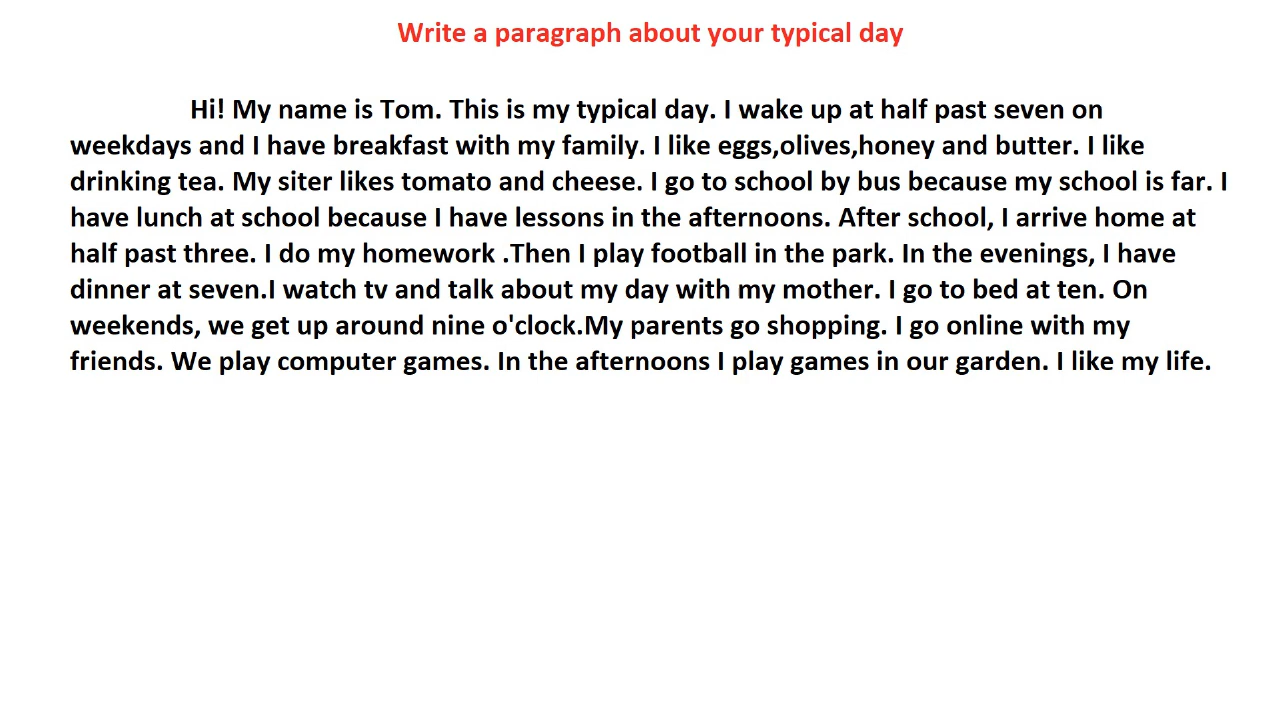 Write a paragraph about your typical day
Hi! My name is Tom. This is my typical day. I wake up at half past seven on
weekdays and I have breakfast with my family. I like eggs,olives,honey and butter. I like
drinking tea. My siter likes tomato and cheese. I go to school by bus because my school is far. I
have lunch at school because I have lessons in the afternoons. After school, I arrive home at
half past three. I do my homework .Then I play football in the park. In the evenings, I have
dinner at seven.I watch tv and talk about my day with my mother. I go to bed at ten. On
weekends, we get up around nine o'clock.My parents go shopping. I go online with my
friends. We play computer games. In the afternoons I play games in our garden. I like my life.